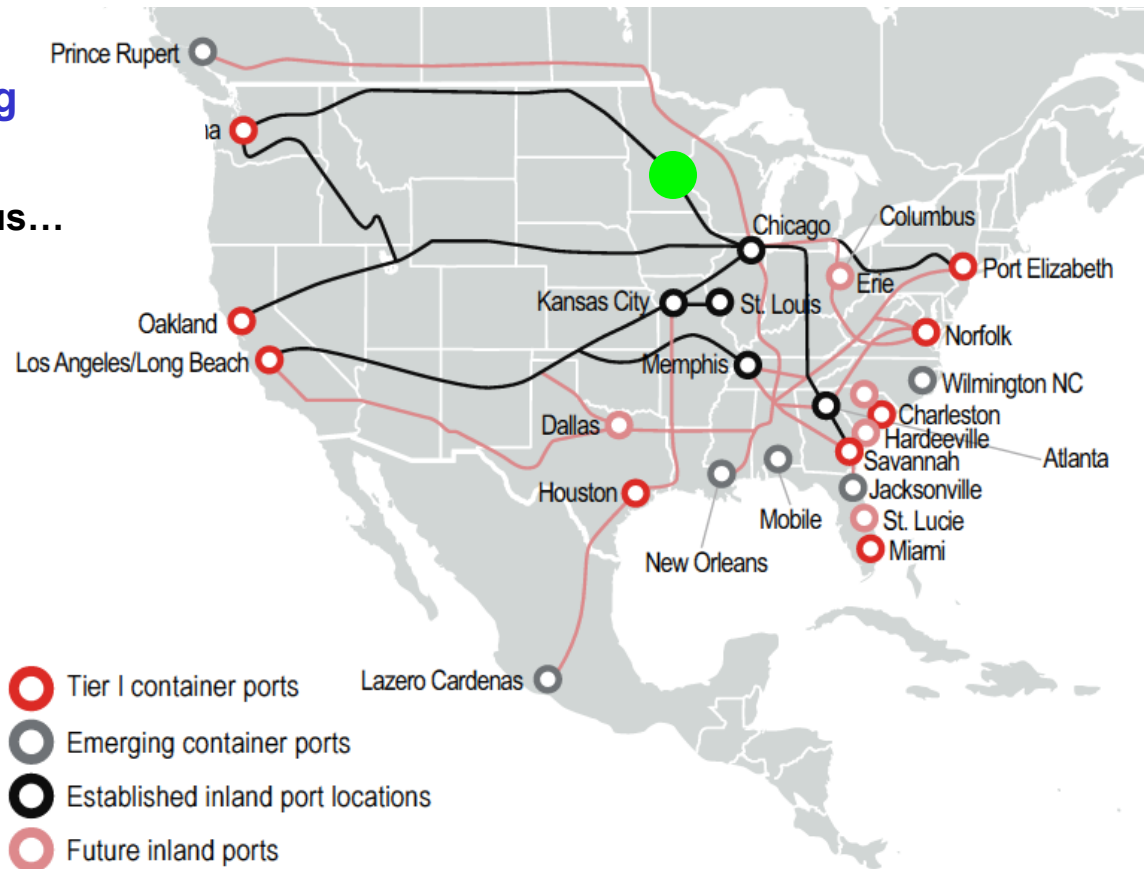 Prince Rupert
g
na
us...
Chicago
Columbus
Erie
Port Elizabeth
Kansas City
St. Louis
Oakland
Norfolk
Los Angeles/Long Beach
Memphis
Wilmington NC
Dallas
Charleston
Hardeeville
Atlanta
Savannah
Houston
Jacksonville
Mobile
St. Lucie
New Orleans
Miami
Lazero Cardenas
Tier I container ports
Emerging container ports
Established inland port locations
Future inland ports